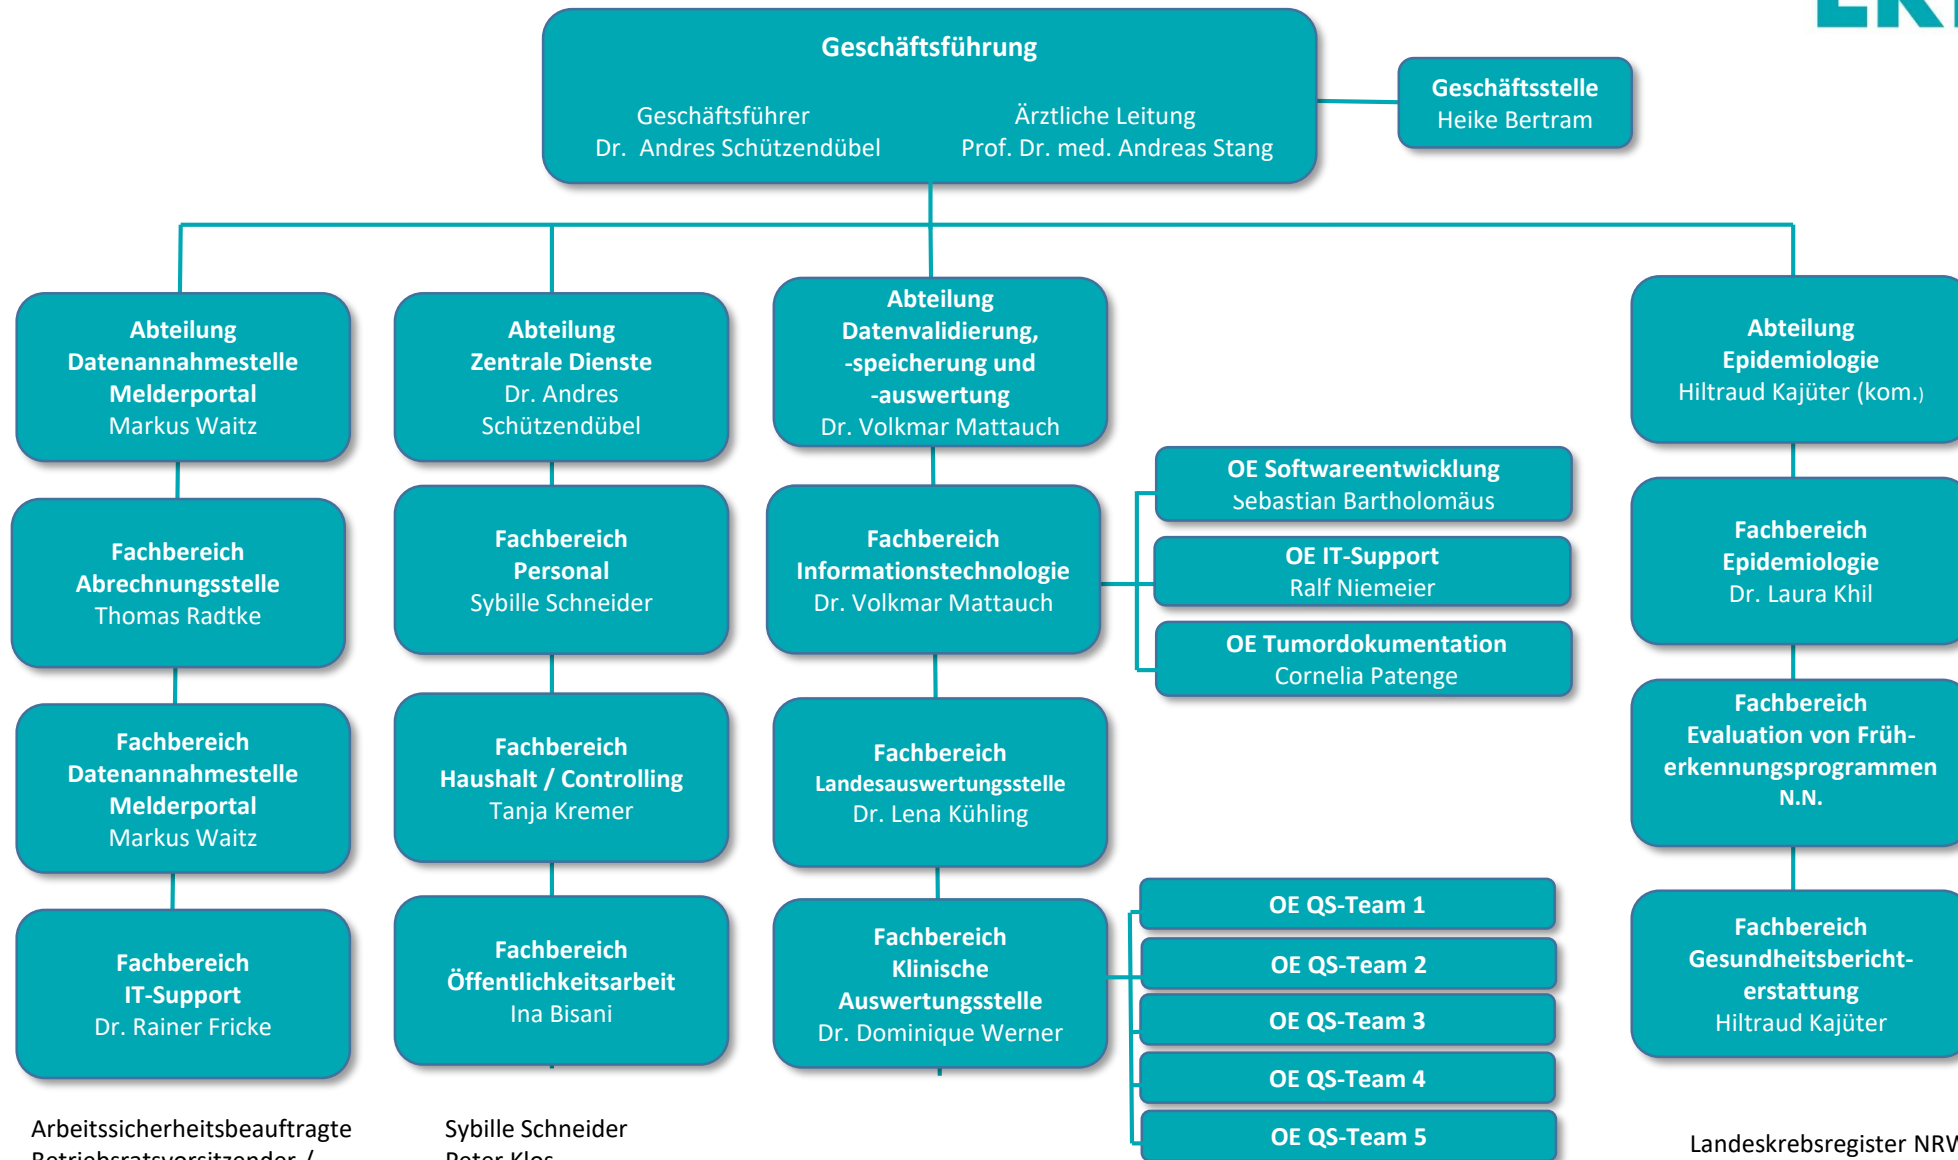 Geschäftsführung
Geschäftsführer
Dr. Andres Schützendübel
Ärztliche Leitung
Prof. Dr. med. Andreas Stang
Geschäftsstelle
Heike Bertram
Abteilung
Datenannahmestelle
Melderportal
Markus Waitz
Fachbereich
Abrechnungsstelle
Thomas Radtke
Fachbereich
Datenannahmestelle
Melderportal
Markus Waitz
Fachbereich
IT-Support
Dr. Rainer Fricke
Abteilung
Zentrale Dienste
Dr. Andres
Schützendübel
Fachbereich
Personal
Sybille Schneider
Fachbereich
Haushalt / Controlling
Tanja Kremer
Fachbereich
Öffentlichkeitsarbeit
Ina Bisani
Abteilung
Datenvalidierung,
-speicherung und
-auswertung
Dr. Volkmar Mattauch
Fachbereich
Informationstechnologie
Dr. Volkmar Mattauch
OE Softwareentwicklung
Sebastian Bartholomäus
OE IT-Support
Ralf Niemeier
OE Tumordokumentation
Cornelia Patenge
Fachbereich
Landesauswertungsstelle
Dr. Lena Kühling
Fachbereich
Klinische
Auswertungsstelle
Dr. Dominique Werner
OE QS-Team 1
OE QS-Team 2
OE QS-Team 3
OE QS-Team 4
OE QS-Team 5
Abteilung
Epidemiologie
Hiltraud Kajüter (kom.)
Fachbereich
Epidemiologie
Dr. Laura Khil
Fachbereich
Evaluation von Früh-
erkennungsprogrammen
N.N.
Fachbereich
Gesundheitsbericht-
erstattung
Hiltraud Kajüter
Arbeitssicherheitsbeauftragte
Betriebsratsvorsitzender /
Sybille Schneider
Peter Klos
Landeskrebsregister NRW